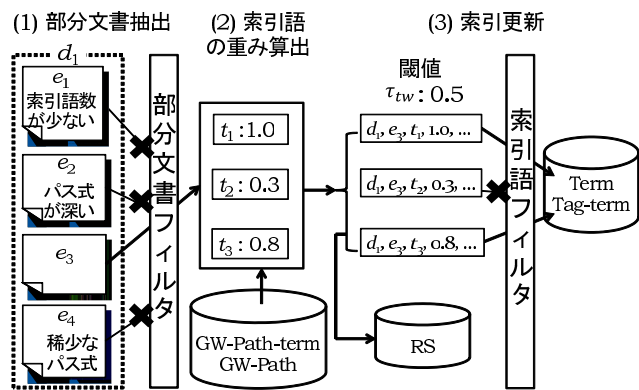 (1) 部分文書抽出
(2) 索引語
の重み算出
(3) 索引更新
d1
e1
索引語数
が少ない
e2
パス式
が深い
e3
e4
稀少な
パス式
部分文書フィルタ
t1 : 1.0
t2 : 0.3
t3 : 0.8
GW-Path-term
GW-Path
閾値
τtw : 0.5
d1, e3, t1, 1.0, ...
d1, e3, t2, 0.3, ...
d1, e3, t3, 0.8, ...
RS
索引語フィルタ
Term
Tag-term